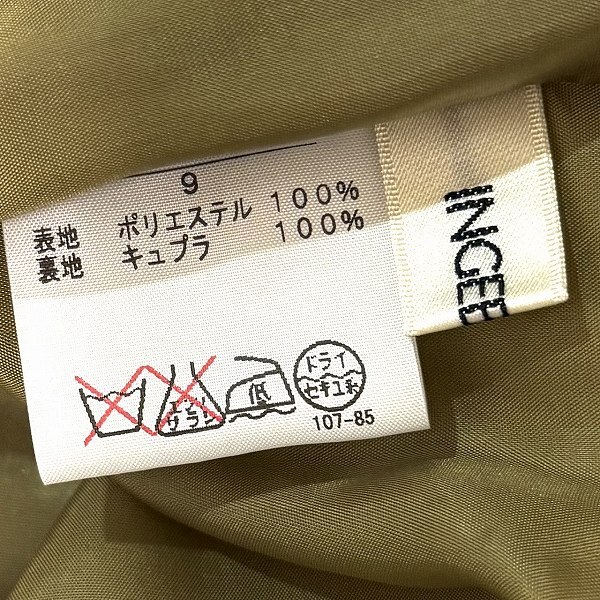 9
表地 ポリエステル 100%
裏地 キュプラ 100%
エンソ
サラシ
低
ドライ
セキユ系
107-85
INGEB